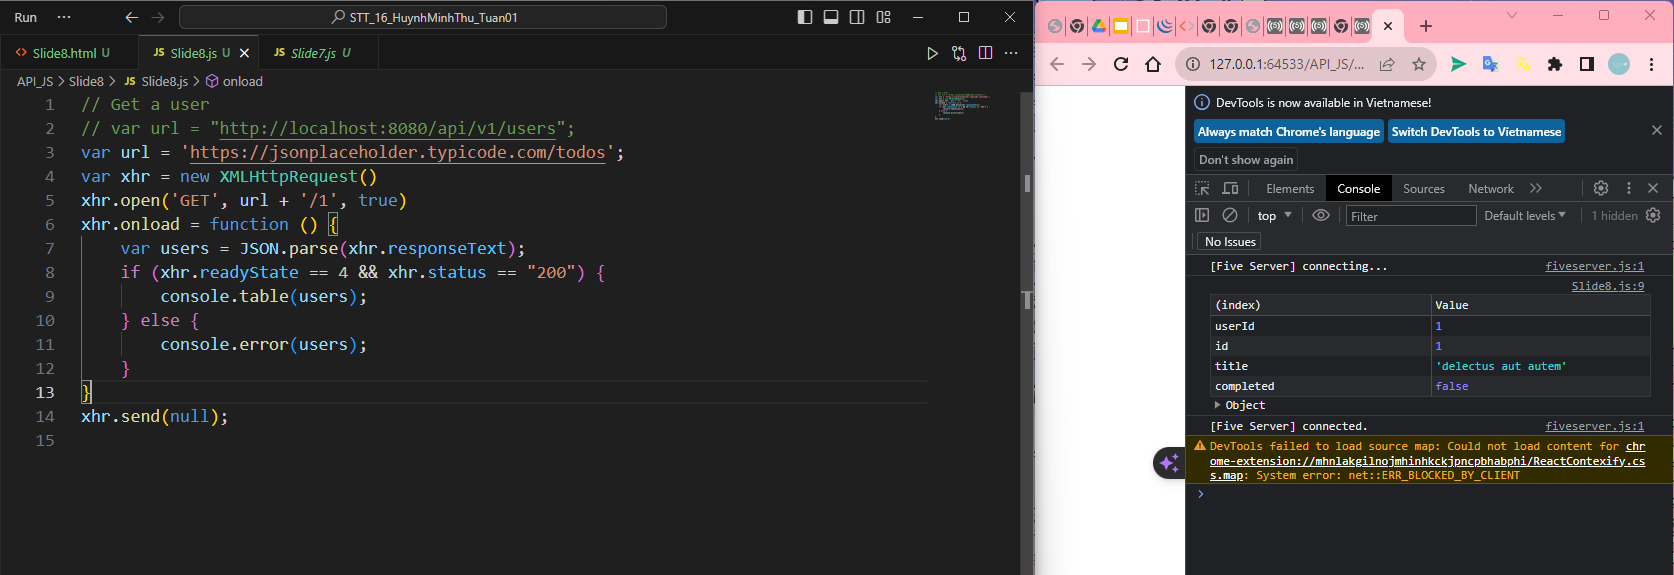 Run ··· STT_16_HuynhMinhThu_Tuan01
Slide8.html U JS Slide8.js U JS Slide7.js U
API_JS > Slide8 > JS Slide8.js > onload
1 // Get a user
2 // var url = "http://localhost:8080/api/v1/users";
3 var url = 'https://jsonplaceholder.typicode.com/todos';
4 var xhr = new XMLHttpRequest()
5 xhr.open('GET', url + '/1', true)
6 xhr.onload = function () {
7 var users = JSON.parse(xhr.responseText);
8 if (xhr.readyState == 4 && xhr.status == "200") {
9 console.table(users);
10 } else {
11 console.error(users);
12 }
13 }
14 xhr.send(null);
15
127.0.0.1:64533/API_JS/...
DevTools is now available in Vietnamese!
Always match Chrome's language Switch DevTools to Vietnamese
Don't show again
Elements Console Sources Network
top Filter Default levels 1 hidden
No Issues
[Five Server] connecting... fiveserver.js:1
Slide8.js:9
(index) Value
userId 1
id 1
title 'delectus aut autem'
completed false
Object
[Five Server] connected. fiveserver.js:1
DevTools failed to load source map: Could not load content for chr
ome-extension://mhnlakgilnojmhinhkckjpncpbhabphi/ReactContexify.cs
s.map: System error: net::ERR_BLOCKED_BY_CLIENT